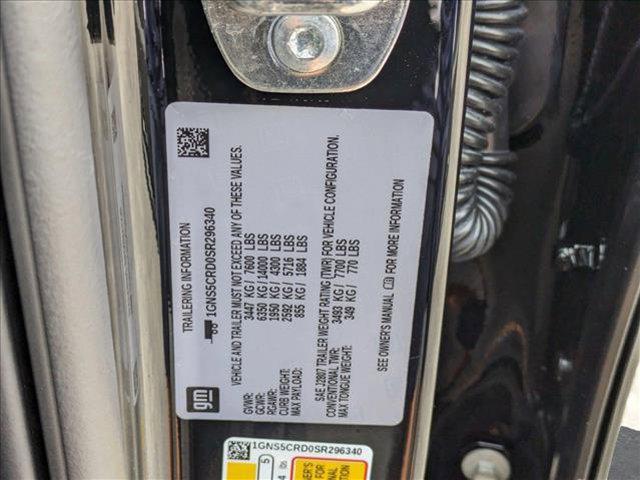 TRAILERING INFORMATION
1GNS5CRD0SR296340
VEHICLE AND TRAILER MUST NOT EXCEED ANY OF THESE VALUES.
GVWR: 3447 KG / 7600 LBS
GCWR: 6350 KG / 14000 LBS
RGAWR: 1950 KG / 4300 LBS
CURB WEIGHT: 2592 KG / 5716 LBS
MAX PAYLOAD: 855 KG / 1884 LBS
SAE J2807 TRAILER WEIGHT RATING (TWR) FOR VEHICLE CONFIGURATION.
CONVENTIONAL TWR: 3493 KG / 7700 LBS
MAX TONGUE WEIGHT: 349 KG / 770 LBS
SEE OWNER'S MANUAL FOR MORE INFORMATION
gm
1GNS5CRD0SR296340